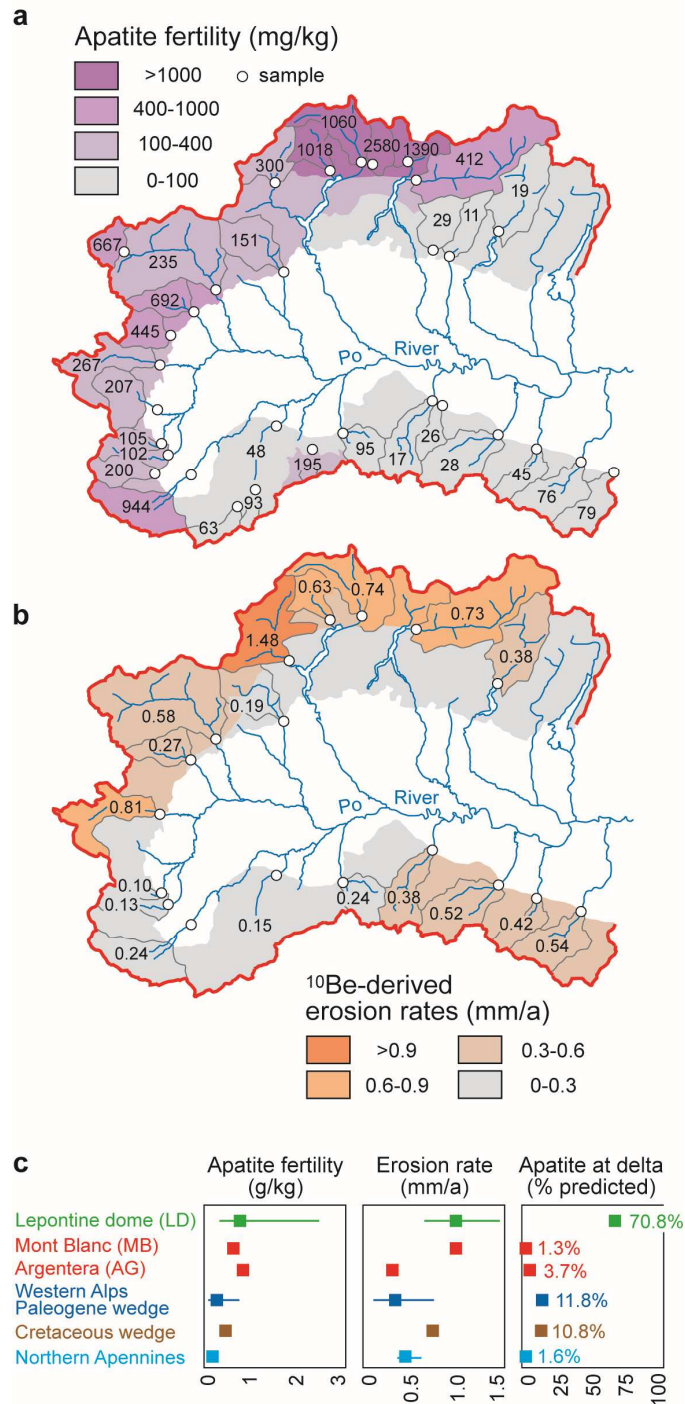 a
Apatite fertility (mg/kg)
>1000
sample
400-1000
100-400
0-100
1060
1018
2580
1390
412
300
19
11
29
667
151
235
692
445
267
207
Po River
105
102
200
944
48
195
95
26
17
28
45
76
79
93
63
b
0.63
0.74
0.73
1.48
0.38
0.19
0.58
0.27
0.81
Po River
0.10
0.13
0.24
0.15
0.24
0.38
0.52
0.42
0.54
10Be-derived
erosion rates (mm/a)
>0.9
0.3-0.6
0.6-0.9
0-0.3
c
Apatite fertility
(g/kg)
Erosion rate
(mm/a)
Apatite at delta
(% predicted)
Lepontine dome (LD)
70.8%
Mont Blanc (MB)
1.3%
Argentera (AG)
3.7%
Western Alps
Paleogene wedge
11.8%
Cretaceous wedge
10.8%
Northern Apennines
1.6%
0 1 2 3
0 0.5 1.0 1.5
0 25 50 75 100